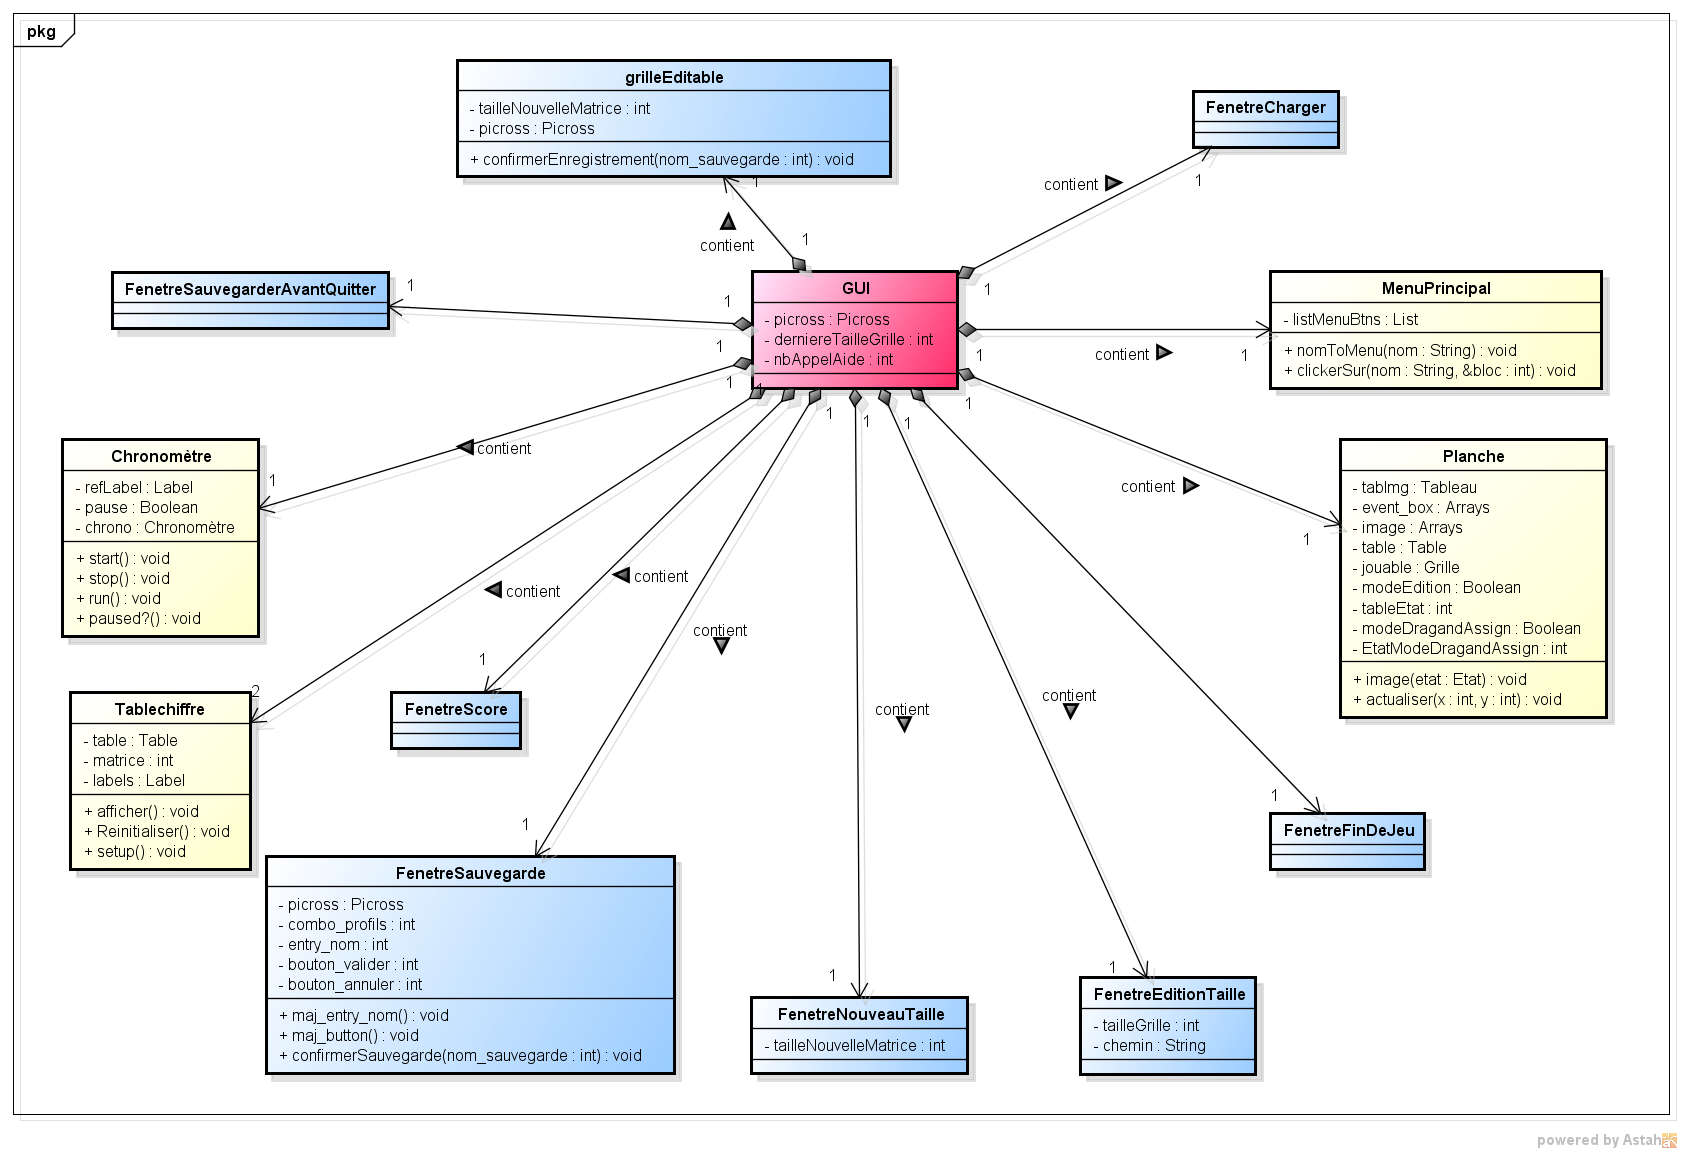 pkg
grilleEditable
- tailleNouvelleMatrice : int
- picross : Picross
+ confirmerEnregistrement(nom_sauvegarde : int) : void
1
contient
1
FenetreCharger
contient
1
1
FenetreSauvegarderAvantQuitter
1
1
GUI
- picross : Picross
- derniereTailleGrille : int
- nbAppelAide : int
MenuPrincipal
- listMenuBtns : List
+ nomToMenu(nom : String) : void
+ clickerSur(nom : String, &bloc : int) : void
contient
1
1
1
1
1
1
1
1
1
1
Chronomètre
- refLabel : Label
- pause : Boolean
- chrono : Chronomètre
+ start() : void
+ stop() : void
+ run() : void
+ paused?() : void
contient
1
contient
1
Planche
- tabImg : Tableau
- event_box : Arrays
- image : Arrays
- table : Table
- jouable : Grille
- modeEdition : Boolean
- tableEtat : int
- modeDragandAssign : Boolean
- EtatModeDragandAssign : int
+ image(etat : Etat) : void
+ actualiser(x : int, y : int) : void
contient
contient
contient
contient
contient
2
1
Tablechiffre
- table : Table
- matrice : int
- labels : Label
+ afficher() : void
+ Reinitialiser() : void
+ setup() : void
FenetreScore
1
FenetreFinDeJeu
1
FenetreSauvegarde
- picross : Picross
- combo_profils : int
- entry_nom : int
- bouton_valider : int
- bouton_annuler : int
+ maj_entry_nom() : void
+ maj_button() : void
+ confirmerSauvegarde(nom_sauvegarde : int) : void
1
FenetreNouveauTaille
- tailleNouvelleMatrice : int
1
FenetreEditionTaille
- tailleGrille : int
- chemin : String
powered by Astah